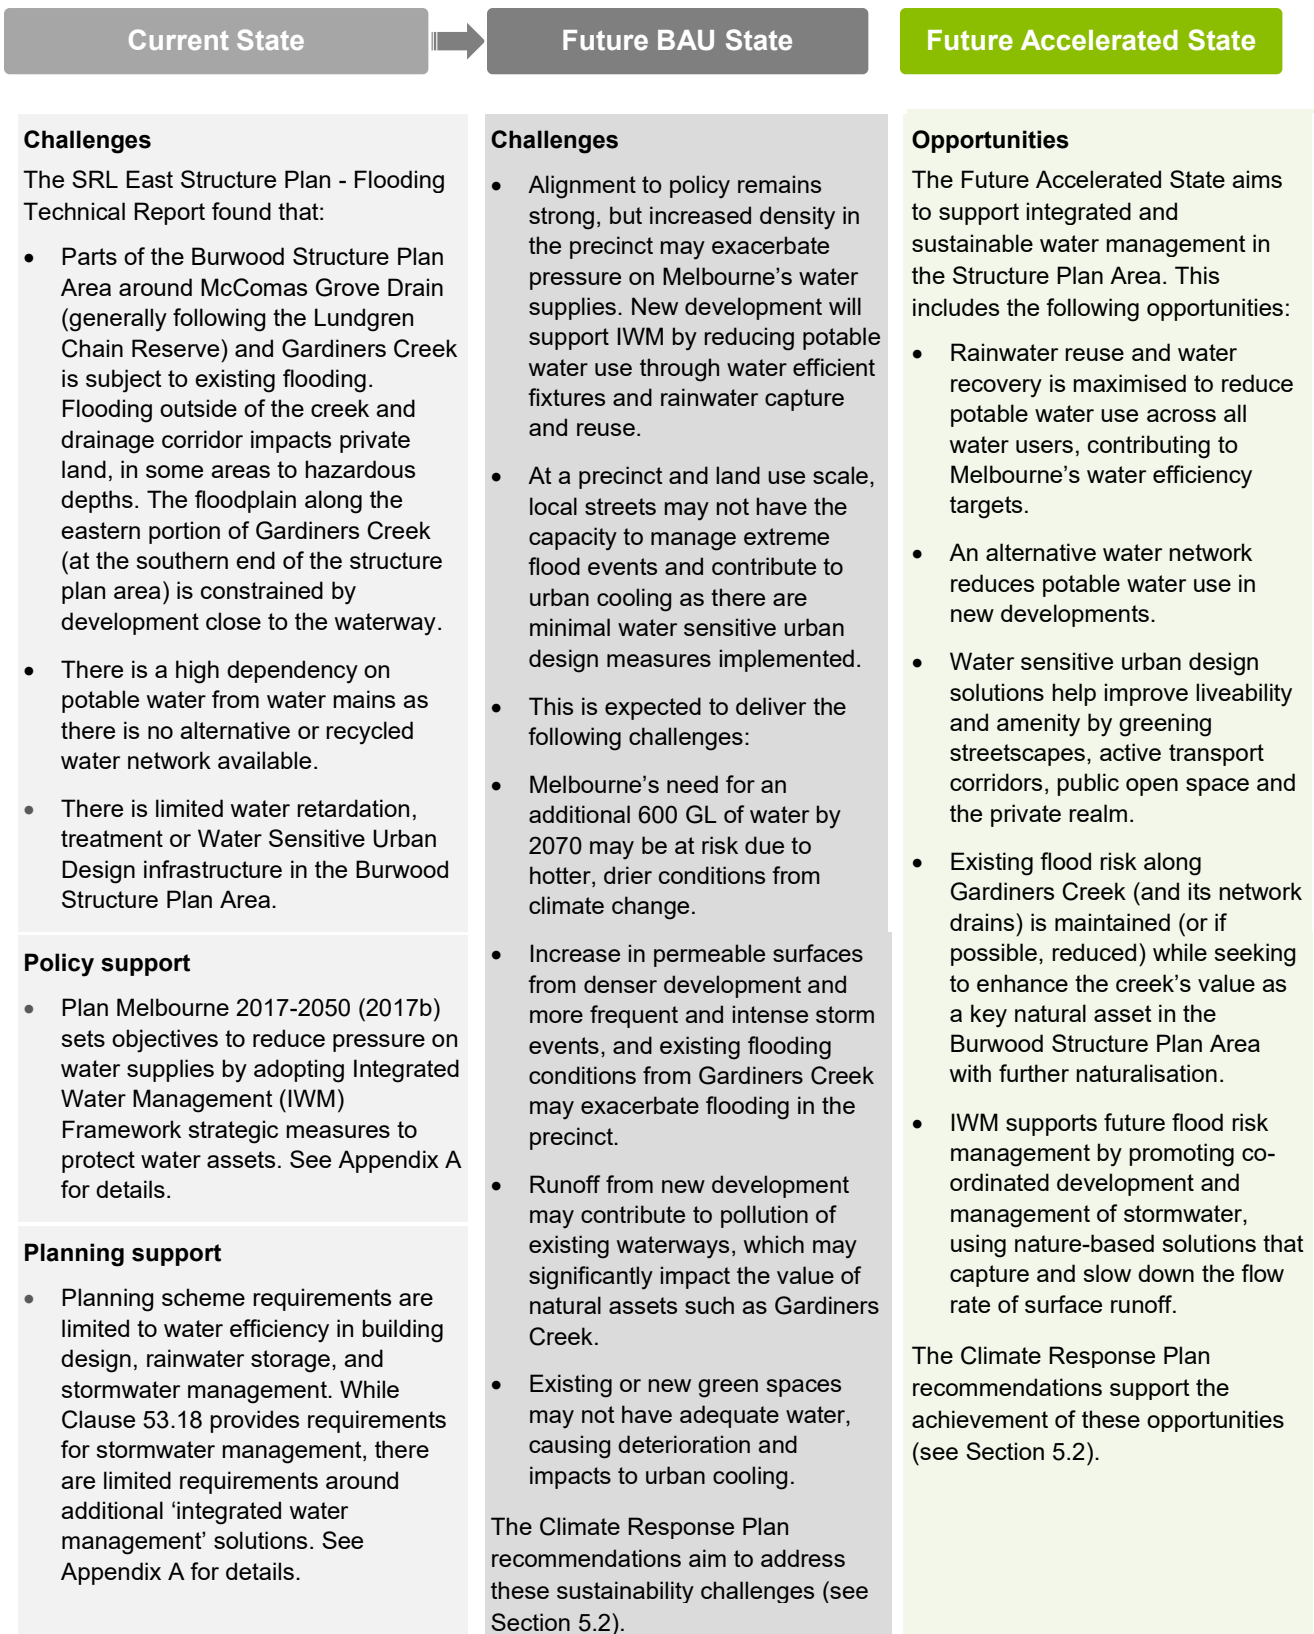 Current State
Future BAU State
Future Accelerated State
Challenges
The SRL East Structure Plan - Flooding
Technical Report found that:
• Parts of the Burwood Structure Plan
Area around McComas Grove Drain
(generally following the Lundgren
Chain Reserve) and Gardiners Creek
is subject to existing flooding.
Flooding outside of the creek and
drainage corridor impacts private
land, in some areas to hazardous
depths. The floodplain along the
eastern portion of Gardiners Creek
(at the southern end of the structure
plan area) is constrained by
development close to the waterway.
• There is a high dependency on
potable water from water mains as
there is no alternative or recycled
water network available.
• There is limited water retardation,
treatment or Water Sensitive Urban
Design infrastructure in the Burwood
Structure Plan Area.
Policy support
• Plan Melbourne 2017-2050 (2017b)
sets objectives to reduce pressure on
water supplies by adopting Integrated
Water Management (IWM)
Framework strategic measures to
protect water assets. See Appendix A
for details.
Planning support
• Planning scheme requirements are
limited to water efficiency in building
design, rainwater storage, and
stormwater management. While
Clause 53.18 provides requirements
for stormwater management, there
are limited requirements around
additional ‘integrated water
management’ solutions. See
Appendix A for details.
Challenges
• Alignment to policy remains
strong, but increased density in
the precinct may exacerbate
pressure on Melbourne’s water
supplies. New development will
support IWM by reducing potable
water use through water efficient
fixtures and rainwater capture
and reuse.
• At a precinct and land use scale,
local streets may not have the
capacity to manage extreme
flood events and contribute to
urban cooling as there are
minimal water sensitive urban
design measures implemented.
• This is expected to deliver the
following challenges:
• Melbourne’s need for an
additional 600 GL of water by
2070 may be at risk due to
hotter, drier conditions from
climate change.
• Increase in permeable surfaces
from denser development and
more frequent and intense storm
events, and existing flooding
conditions from Gardiners Creek
may exacerbate flooding in the
precinct.
• Runoff from new development
may contribute to pollution of
existing waterways, which may
significantly impact the value of
natural assets such as Gardiners
Creek.
• Existing or new green spaces
may not have adequate water,
causing deterioration and
impacts to urban cooling.
The Climate Response Plan
recommendations aim to address
these sustainability challenges (see
Section 5.2).
Opportunities
The Future Accelerated State aims
to support integrated and
sustainable water management in
the Structure Plan Area. This
includes the following opportunities:
• Rainwater reuse and water
recovery is maximised to reduce
potable water use across all
water users, contributing to
Melbourne’s water efficiency
targets.
• An alternative water network
reduces potable water use in
new developments.
• Water sensitive urban design
solutions help improve liveability
and amenity by greening
streetscapes, active transport
corridors, public open space and
the private realm.
• Existing flood risk along
Gardiners Creek (and its network
drains) is maintained (or if
possible, reduced) while seeking
to enhance the creek’s value as
a key natural asset in the
Burwood Structure Plan Area
with further naturalisation.
• IWM supports future flood risk
management by promoting co-
ordinated development and
management of stormwater,
using nature-based solutions that
capture and slow down the flow
rate of surface runoff.
The Climate Response Plan
recommendations support the
achievement of these opportunities
(see Section 5.2).